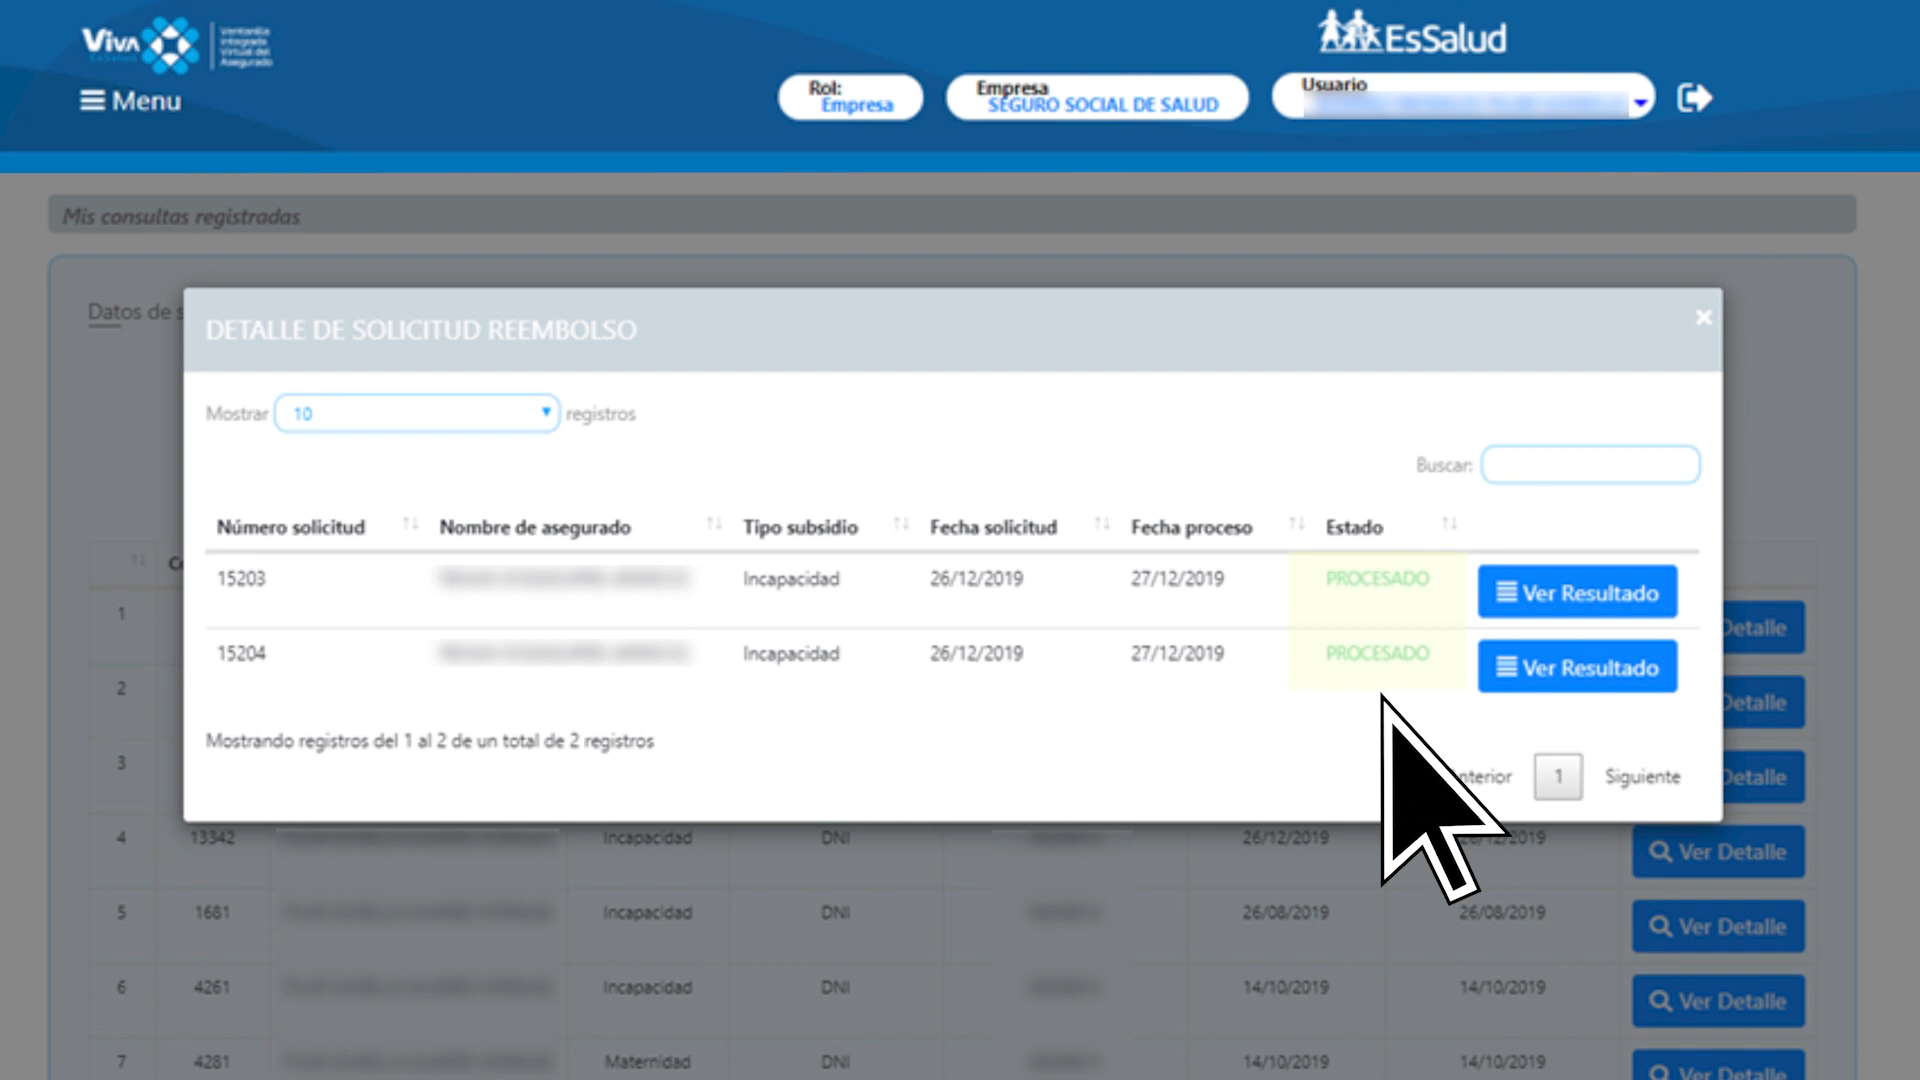 VivA
ESSALUD
Ventanilla
Integrada
Virtual del
Asegurado
EsSalud
Menu
Rol:
Empresa
Empresa
SEGURO SOCIAL DE SALUD
Usuario
Mis consultas registradas
Datos de s
DETALLE DE SOLICITUD REEMBOLSO
×
Mostrar 10 registros
Buscar:
Número solicitud Nombre de asegurado Tipo subsidio Fecha solicitud Fecha proceso Estado
15203 Incapacidad 26/12/2019 27/12/2019 PROCESADO Ver Resultado
15204 Incapacidad 26/12/2019 27/12/2019 PROCESADO Ver Resultado
Mostrando registros del 1 al 2 de un total de 2 registros
nterior 1 Siguiente
C
1 Detalle
2 Detalle
3 Detalle
4 13342 Incapacidad DNI 26/12/2019 26/12/2019 Ver Detalle
5 1681 Incapacidad DNI 26/08/2019 26/08/2019 Ver Detalle
6 4261 Incapacidad DNI 14/10/2019 14/10/2019 Ver Detalle
7 4281 Maternidad DNI 14/10/2019 14/10/2019 Ver Detalle